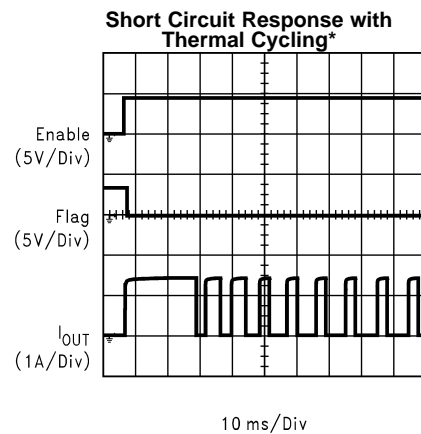 Short Circuit Response with
Thermal Cycling*
Enable
(5V/Div)
Flag
(5V/Div)
IOUT
(1A/Div)
10 ms/Div